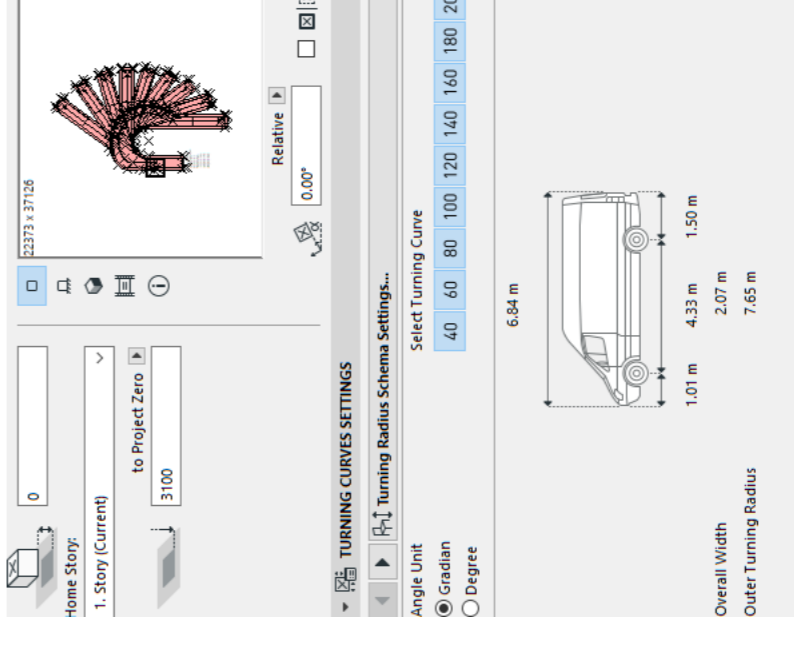 0
Home Story:
1. Story (Current)
to Project Zero
3100
22373 x 37126
Relative
0.00°
TURNING CURVES SETTINGS
Turning Radius Schema Settings...
Angle Unit
Gradian
Degree
Select Turning Curve
40 60 80 100 120 140 160 180
6.84 m
1.01 m 4.33 m 1.50 m
Overall Width 2.07 m
Outer Turning Radius 7.65 m